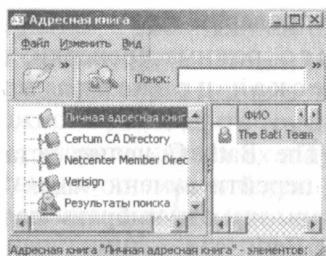 Адресная книга
Файл Изменить Вид
Поиск:
Личная адресная книг
ФИО
Certum CA Directory
The Bat! Team
Netcenter Member Direc
Verisign
Результаты поиска
Адресная книга "Личная адресная книга" - элементов: